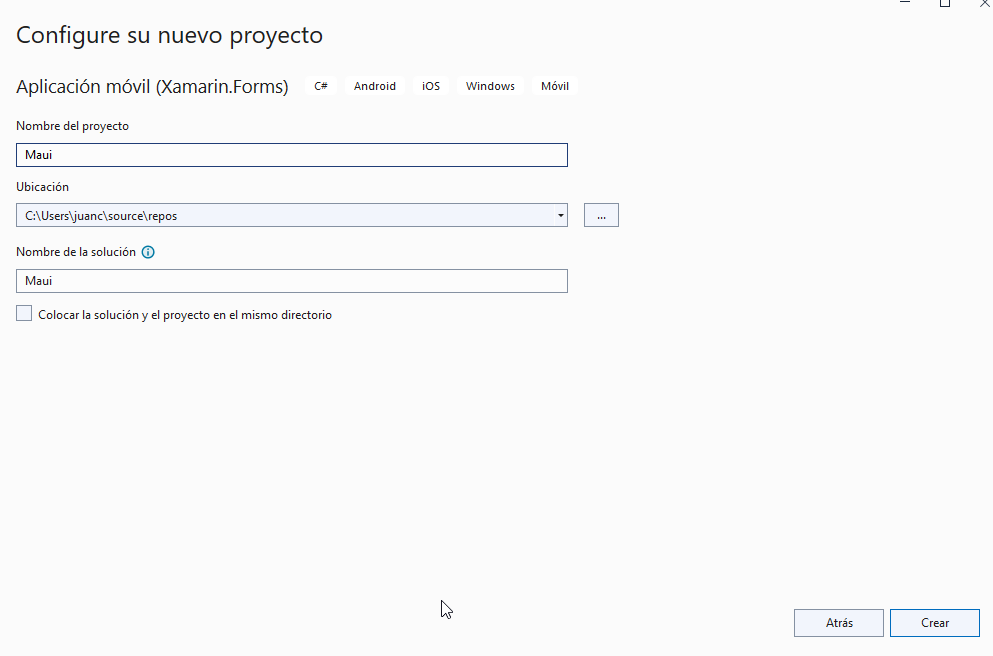 Configure su nuevo proyecto
Aplicación móvil (Xamarin.Forms) C# Android iOS Windows Móvil
Nombre del proyecto
Maui
Ubicación
C:\Users\juanc\source\repos ...
Nombre de la solución
Maui
Colocar la solución y el proyecto en el mismo directorio
Atrás Crear